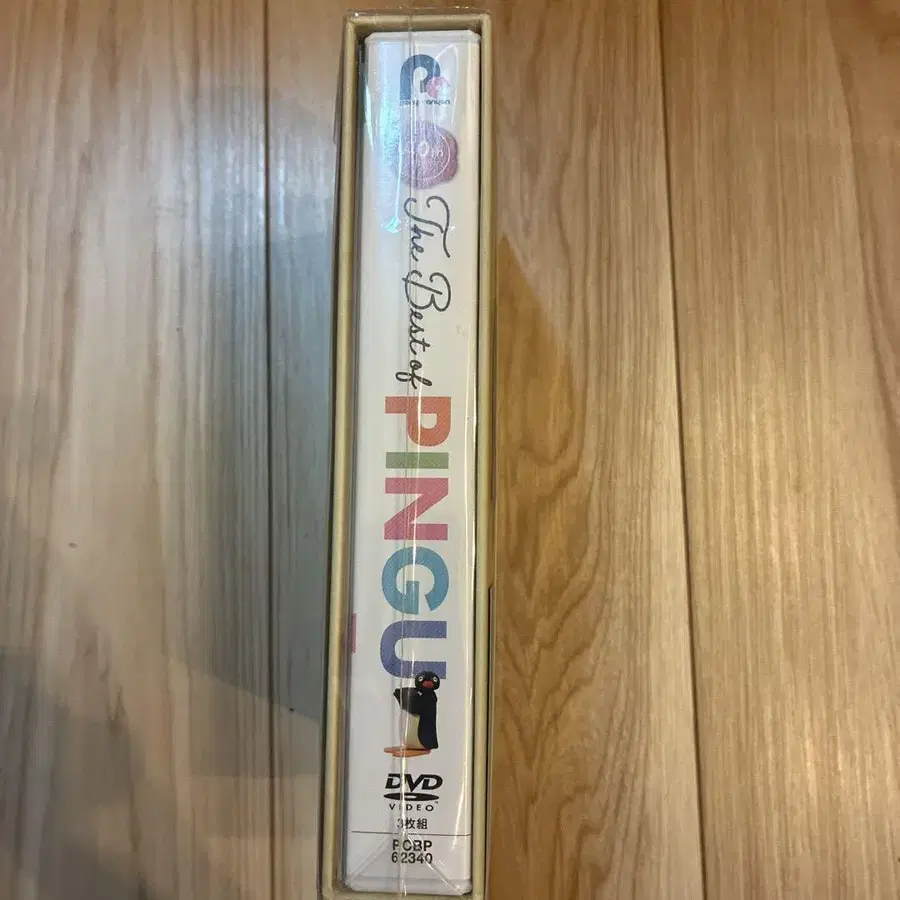 The Best of
PINGU
DVD
VIDEO
3枚組
PCBP
62340